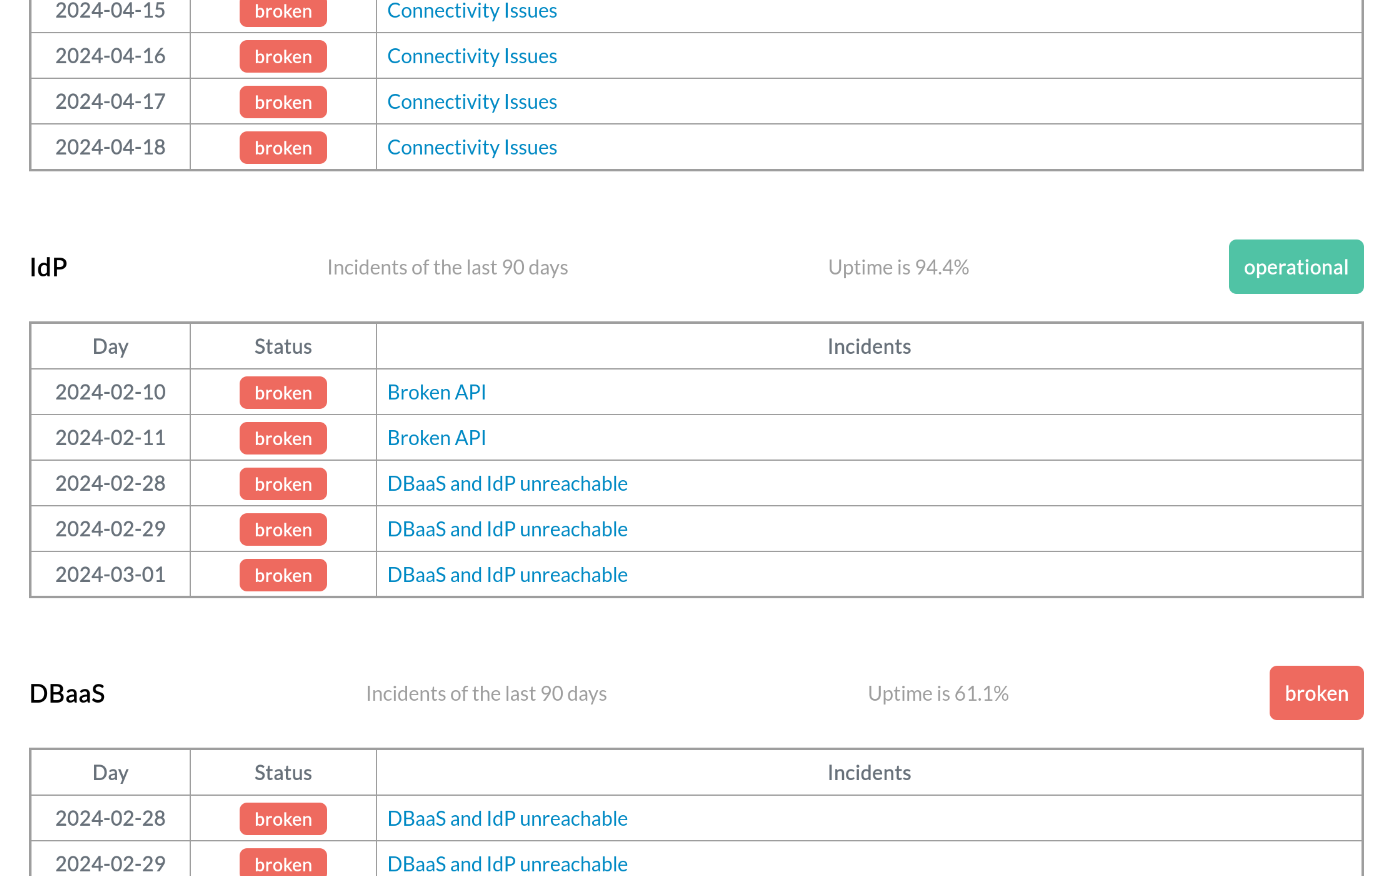 2024-04-15 broken Connectivity Issues
2024-04-16 broken Connectivity Issues
2024-04-17 broken Connectivity Issues
2024-04-18 broken Connectivity Issues
IdP Incidents of the last 90 days Uptime is 94.4% operational
Day Status Incidents
2024-02-10 broken Broken API
2024-02-11 broken Broken API
2024-02-28 broken DBaaS and IdP unreachable
2024-02-29 broken DBaaS and IdP unreachable
2024-03-01 broken DBaaS and IdP unreachable
DBaaS Incidents of the last 90 days Uptime is 61.1% broken
Day Status Incidents
2024-02-28 broken DBaaS and IdP unreachable
2024-02-29 broken DBaaS and IdP unreachable